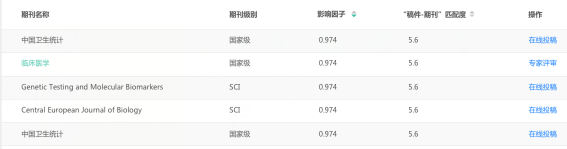 期刊名称 期刊级别 影响因子 “稿件-期刊”匹配度 操作
中国卫生统计 国家级 0.974 5.6 在线投稿
临床医学 国家级 0.974 5.6 专家评审
Genetic Testing and Molecular Biomarkers SCI 0.974 5.6 在线投稿
Central European Journal of Biology SCI 0.974 5.6 在线投稿
中国卫生统计 国家级 0.974 5.6 在线投稿